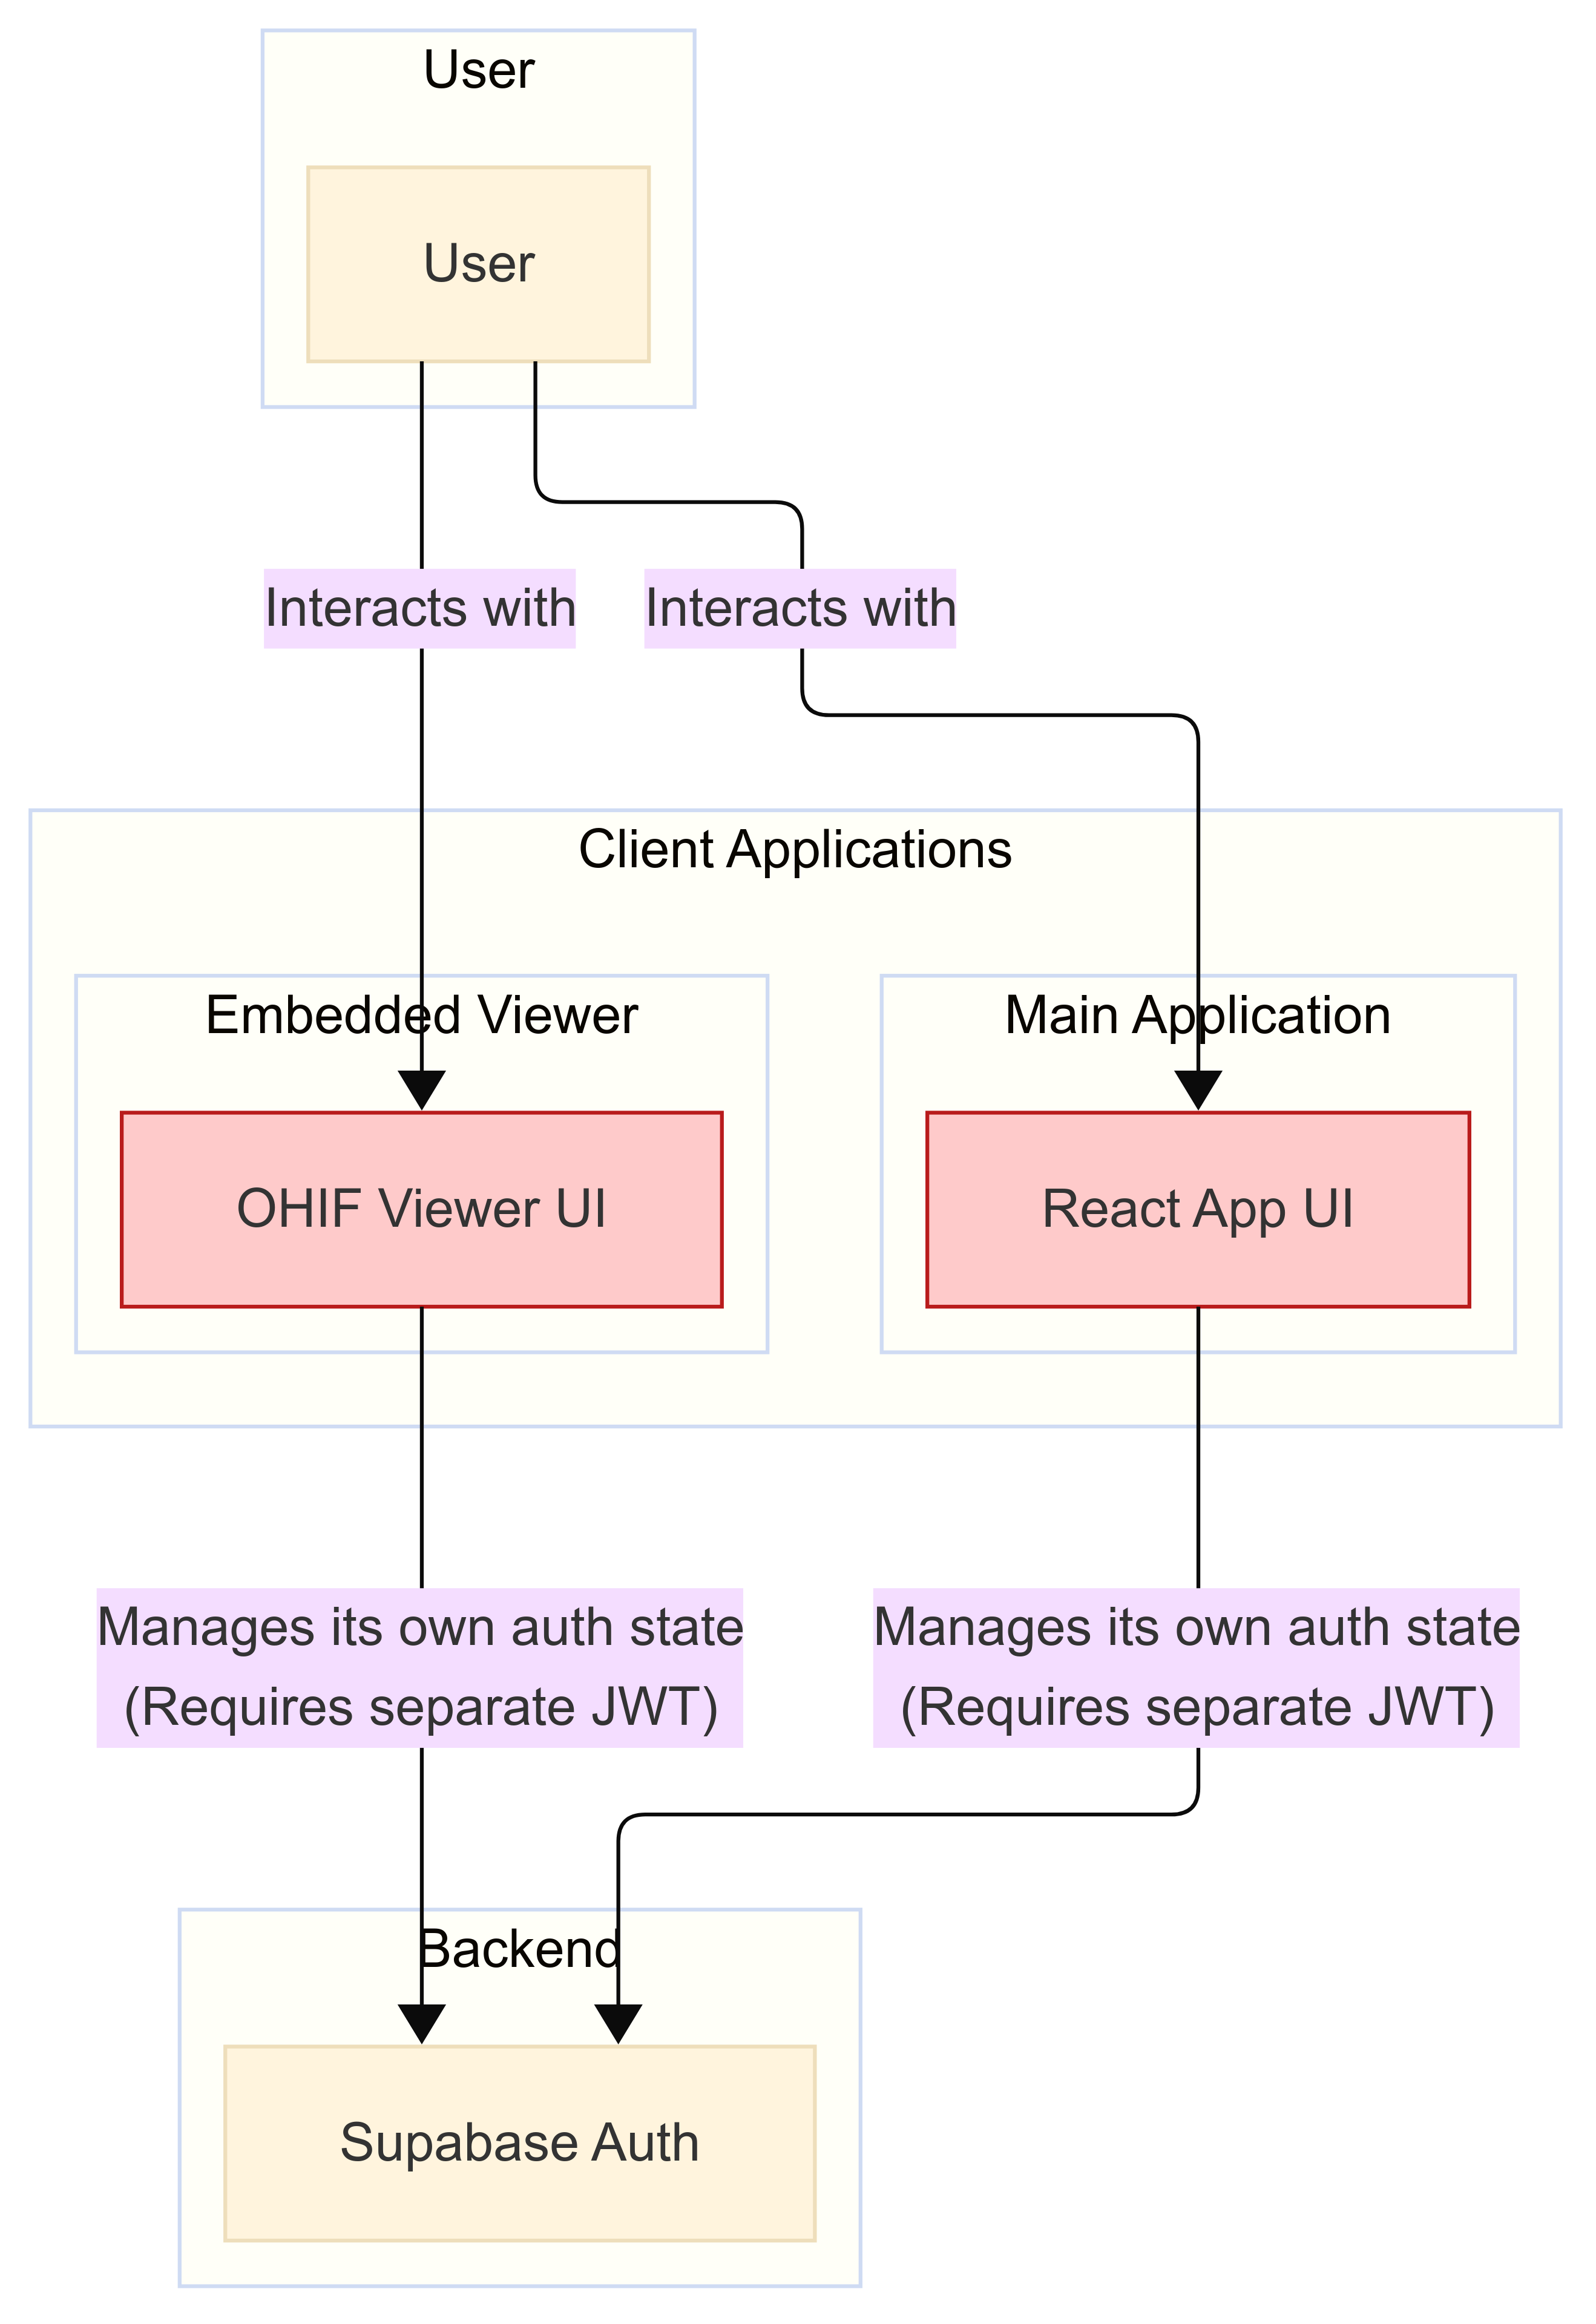 User
User
Interacts with
Interacts with
Client Applications
Embedded Viewer
Main Application
OHIF Viewer UI
React App UI
Manages its own auth state
(Requires separate JWT)
Manages its own auth state
(Requires separate JWT)
Backend
Supabase Auth